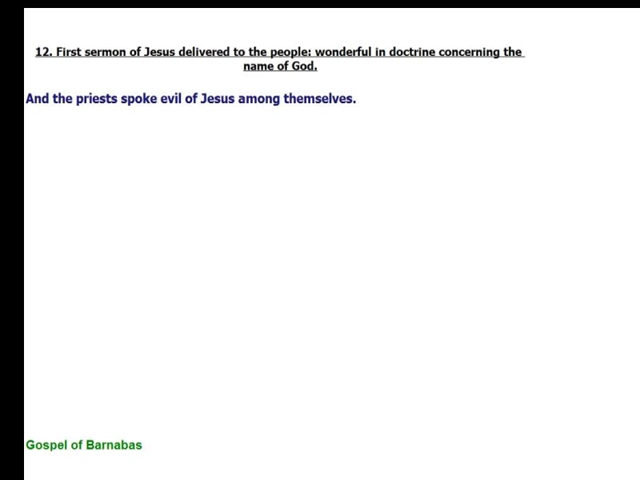 12. First sermon of Jesus delivered to the people: wonderful in doctrine concerning the
name of God.
And the priests spoke evil of Jesus among themselves.
Gospel of Barnabas